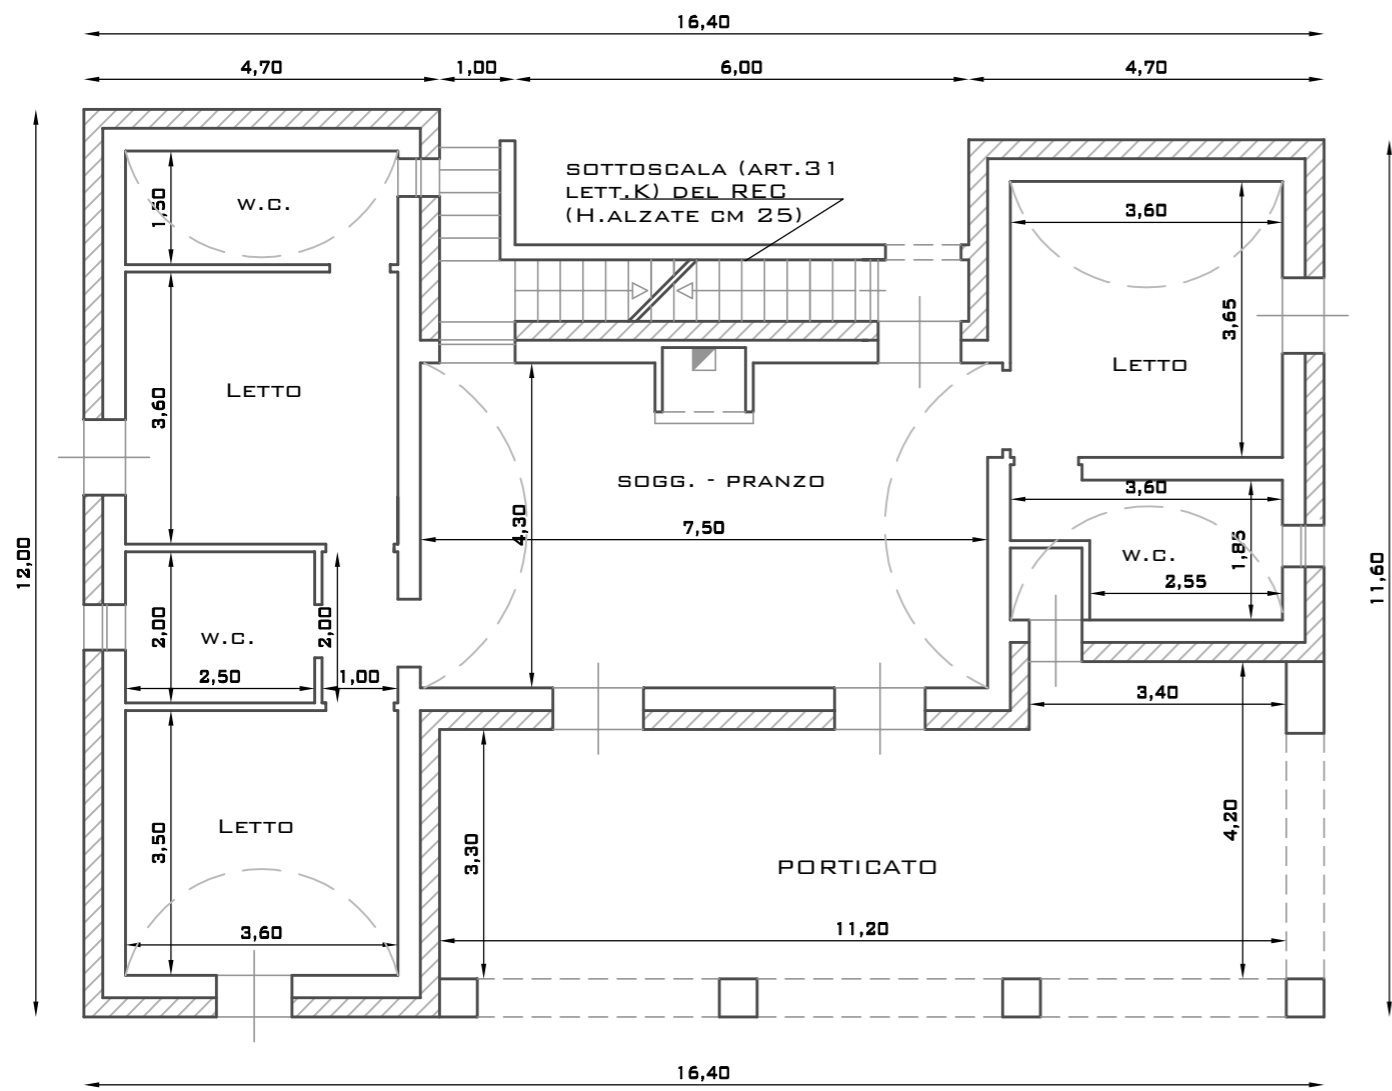 16,40
4,70
1,00
6,00
4,70
SOTTOSCALA (ART.31
LETT.K) DEL REC
(H.ALZATE CM 25)
1,50
W.C.
3,60
3,65
3,60
LETTO
LETTO
12,00
SOGG. - PRANZO
4,30
7,50
3,60
W.C.
1,85
2,55
11,60
2,00
W.C.
2,00
2,50
1,00
3,40
3,50
LETTO
3,30
PORTICATO
4,20
3,60
11,20
16,40